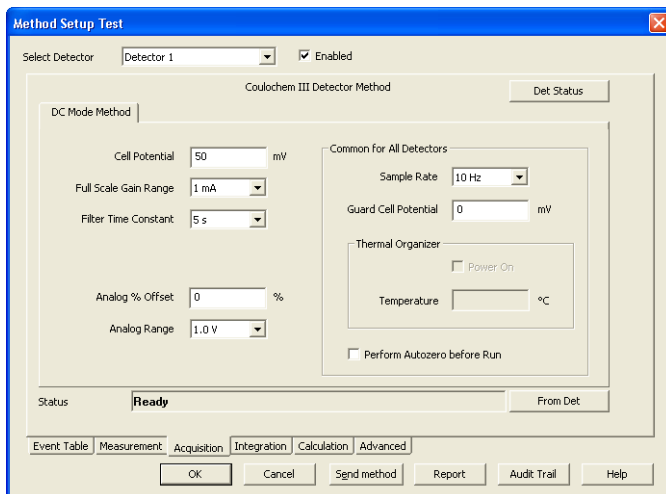 Method Setup Test
Select Detector Detector 1 Enabled
Coulochem III Detector Method Det Status
DC Mode Method
Cell Potential 50 mV
Full Scale Gain Range 1 mA
Filter Time Constant 5 s
Analog % Offset 0 %
Analog Range 1.0 V
Common for All Detectors
Sample Rate 10 Hz
Guard Cell Potential 0 mV
Thermal Organizer
Power On
Temperature °C
Perform Autozero before Run
Status Ready From Det
Event Table Measurement Acquisition Integration Calculation Advanced
OK Cancel Send method Report Audit Trail Help